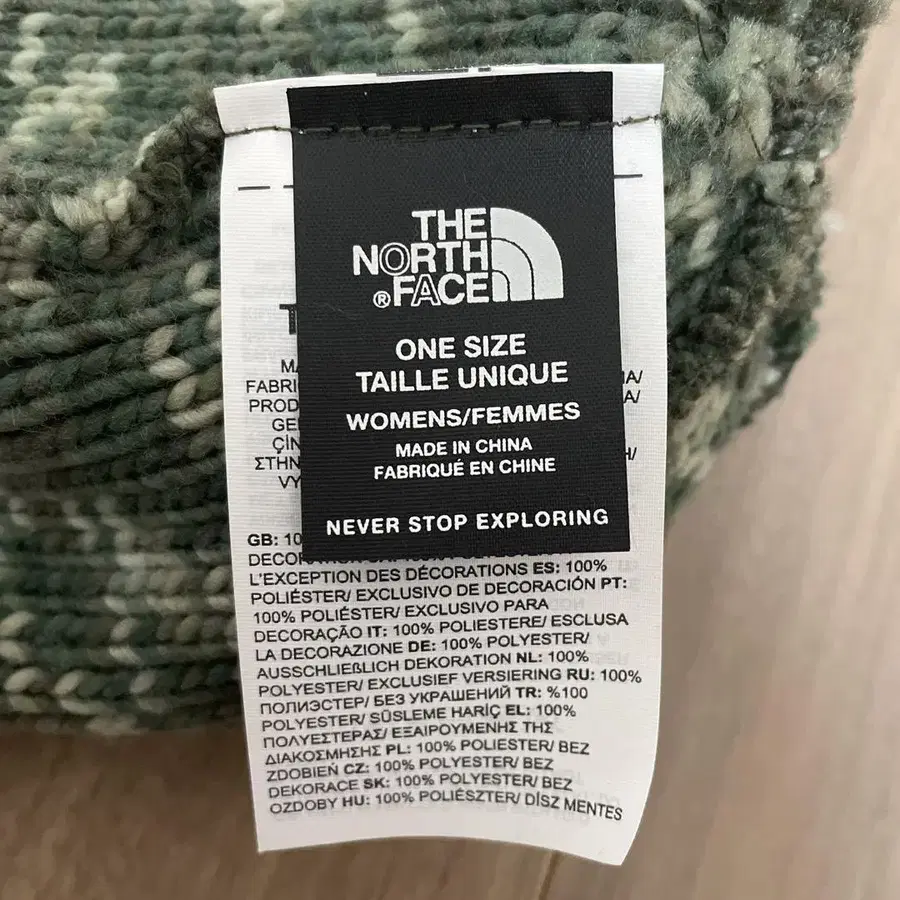 THE
NORTH
®FACE
ONE SIZE
TAILLE UNIQUE
WOMENS/FEMMES
MADE IN CHINA
FABRIQUÉ EN CHINE
NEVER STOP EXPLORING
GB:
L'EXCEPTION DES DÉCORATIONS ES: 100%
POLIÉSTER/ EXCLUSIVO DE DECORACIÓN PT:
100% POLIÉSTER/ EXCLUSIVO PARA
DECORAÇÃO IT: 100% POLIESTERE/ ESCLUSA
LA DECORAZIONE DE: 100% POLYESTER/
AUSSCHLIEßLICH DEKORATION NL: 100%
POLYESTER/ EXCLUSIEF VERSIERING RU: 100%
ПОЛИЭСТЕР/ БЕЗ УКРАШЕНИЙ TR: %100
POLYESTER/ SÜSLEME HARİÇ EL: 100%
ΠΟΛΥΕΣΤΕΡΑΣ/ ΕΞΑΙΡΟΥΜΕΝΗΣ ΤΗΣ
ΔΙΑΚΟΣΜΗΣΗΣ PL: 100% POLIESTER/ BEZ
ZDOBIEŃ CZ: 100% POLYESTER/ BEZ
DEKORACE SK: 100% POLYESTER/ BEZ
OZDOBY HU: 100% POLIÉSZTER/ DÍSZ MENTES